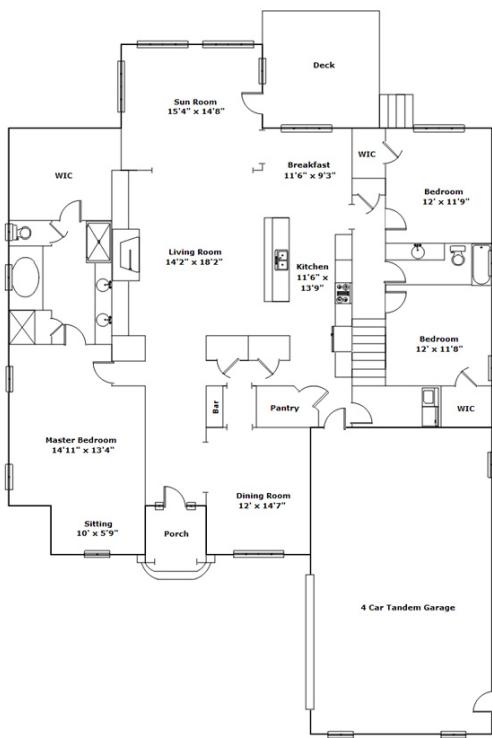 Deck
Sun Room
15'4" x 14'8"
WIC
Breakfast
11'6" x 9'3"
WIC
Bedroom
12' x 11'9"
Living Room
14'2" x 18'2"
Kitchen
11'6" x
13'9"
Bedroom
12' x 11'8"
Bar
Pantry
WIC
Master Bedroom
14'11" x 13'4"
Dining Room
12' x 14'7"
Sitting
10' x 5'9"
Porch
4 Car Tandem Garage